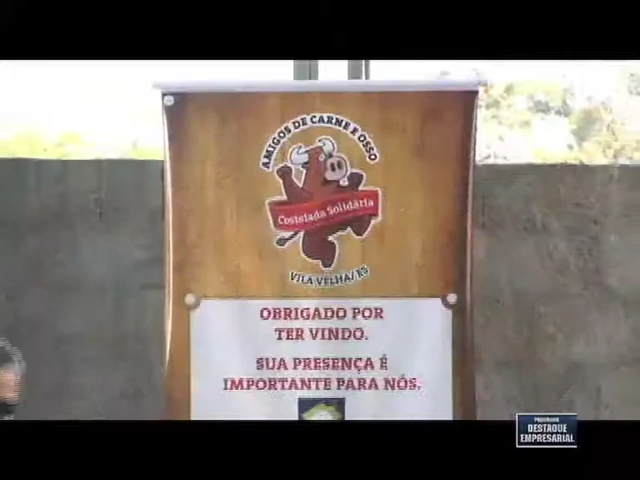 AMIGOS DE CARNE E OSSO
Costelada Solidária
VILA VELHA/ES
OBRIGADO POR
TER VINDO.
SUA PRESENÇA É
IMPORTANTE PARA NÓS.
PROGRAMA
DESTAQUE
EMPRESARIAL